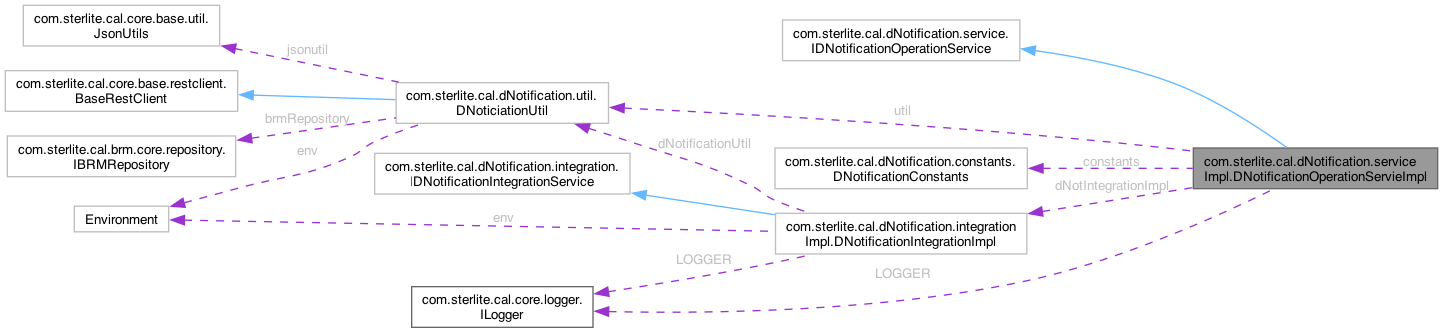 com.sterlite.cal.core.base.util.
JsonUtils
com.sterlite.cal.dNotification.service.
IDNotificationOperationService
jsonutil
com.sterlite.cal.core.base.restclient.
BaseRestClient
com.sterlite.cal.dNotification.util.
DNoticiationUtil
util
brmRepository
com.sterlite.cal.brm.core.repository.
IBRMRepository
env
dNotificationUtil
com.sterlite.cal.dNotification.integration.
IDNotificationIntegrationService
com.sterlite.cal.dNotification.constants.
DNotificationConstants
constants
com.sterlite.cal.dNotification.service
Impl.DNotificationOperationServieImpl
dNotIntegrationImpl
Environment
env
com.sterlite.cal.dNotification.integration
Impl.DNotificationIntegrationImpl
LOGGER
LOGGER
com.sterlite.cal.core.logger.
ILogger